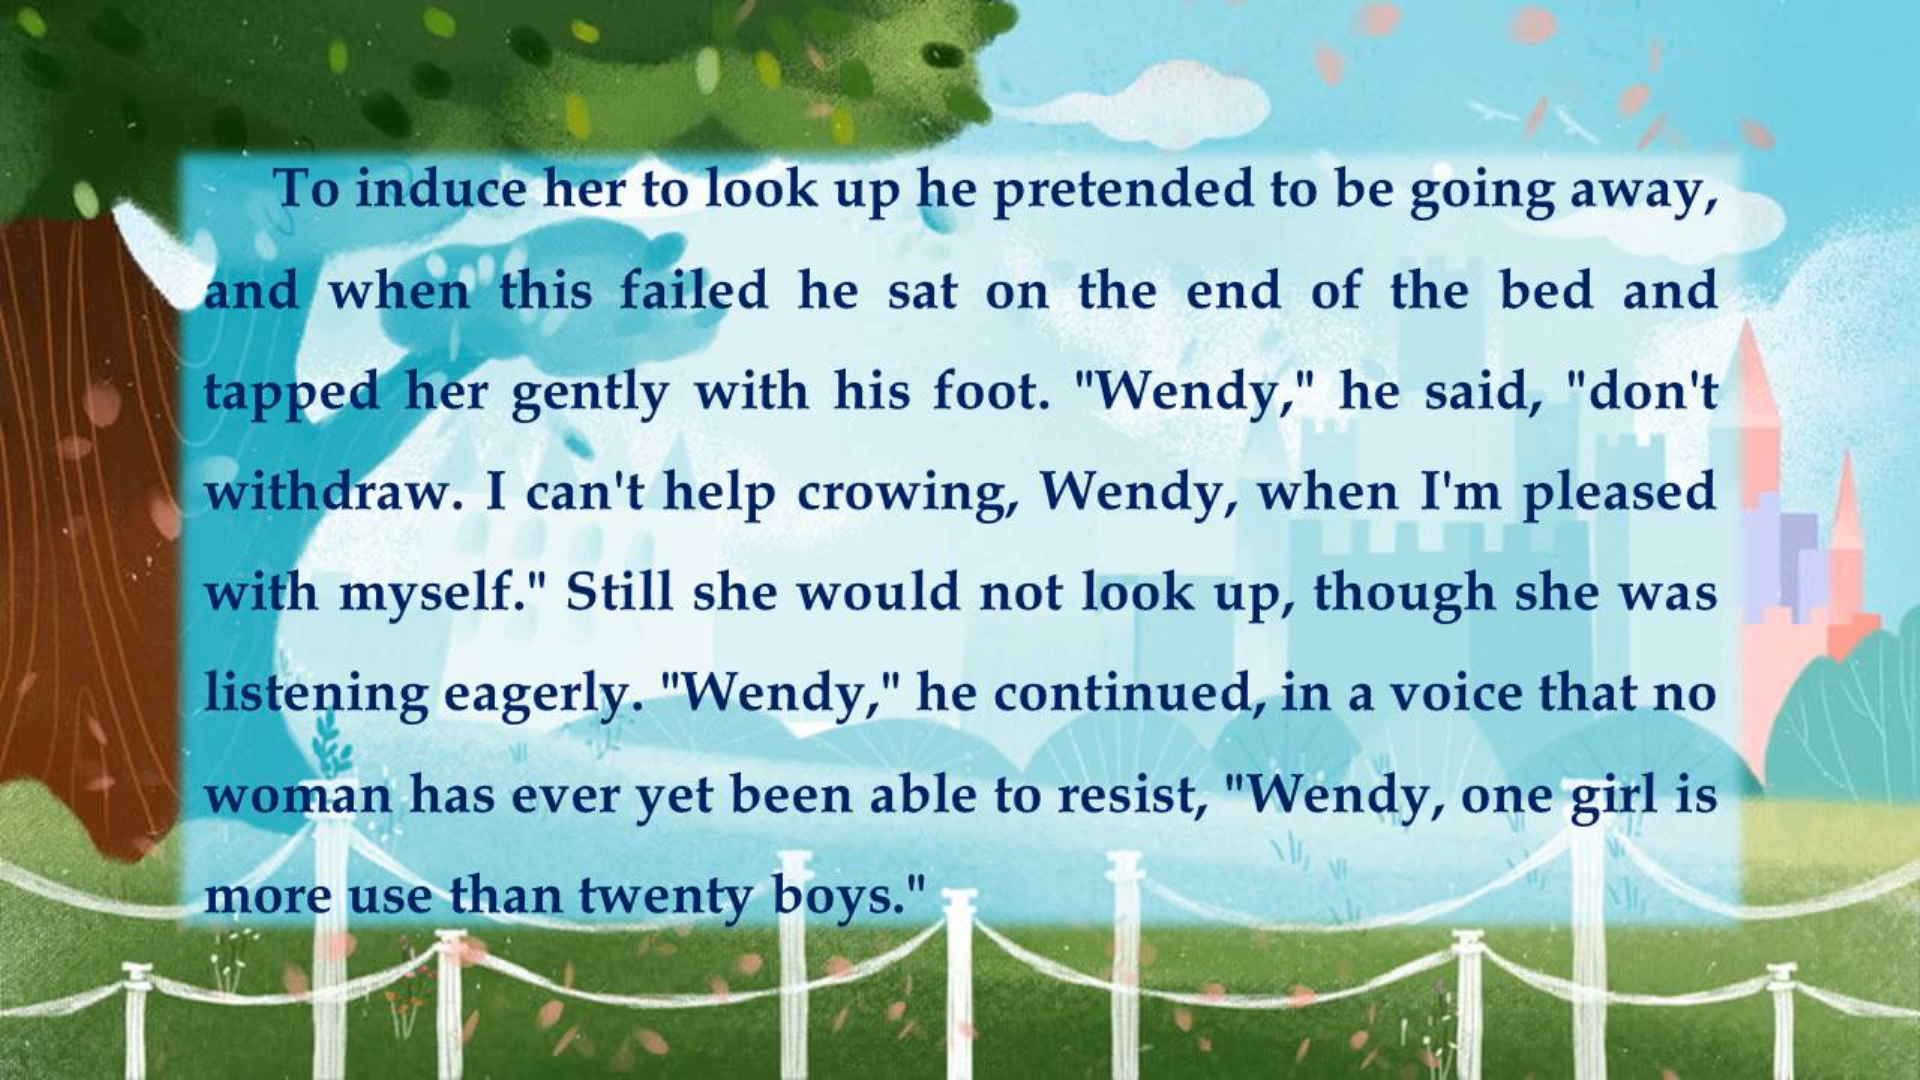 To induce her to look up he pretended to be going away,
and when this failed he sat on the end of the bed and
tapped her gently with his foot. "Wendy," he said, "don't
withdraw. I can't help crowing, Wendy, when I'm pleased
with myself." Still she would not look up, though she was
listening eagerly. "Wendy," he continued, in a voice that no
woman has ever yet been able to resist, "Wendy, one girl is
more use than twenty boys."